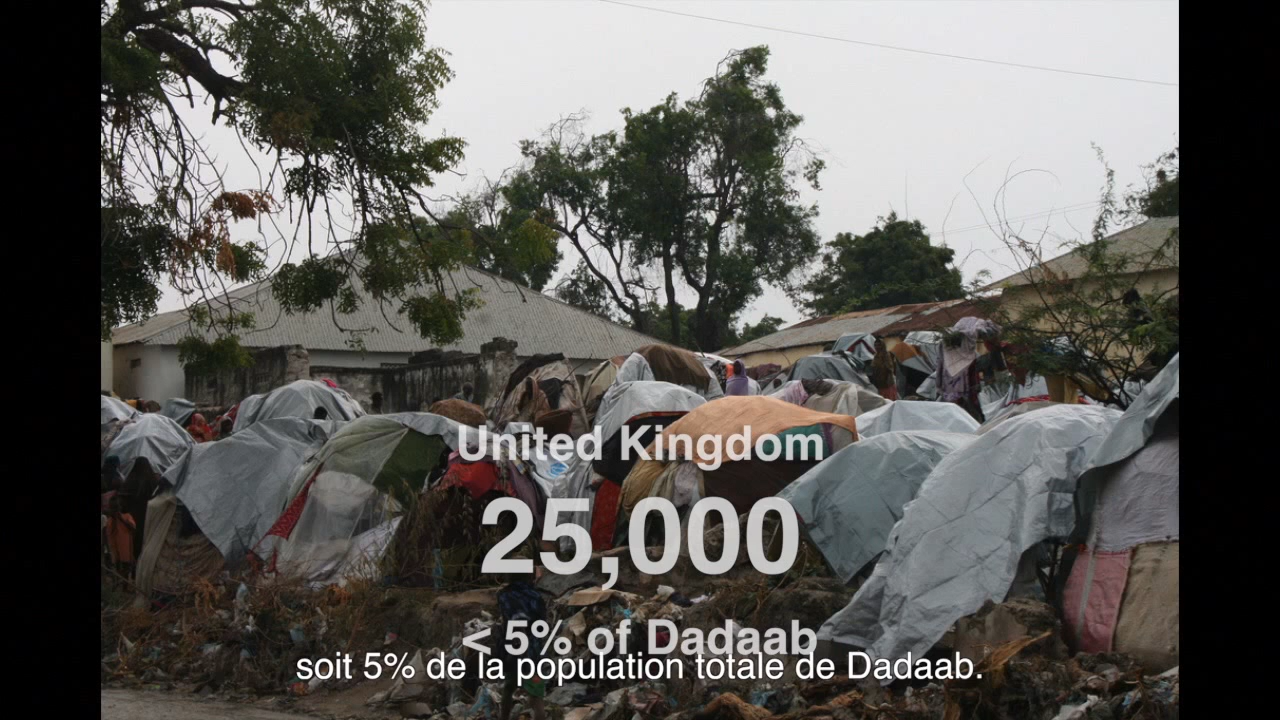 United Kingdom
25,000
< 5% of Dadaab
soit 5% de la population totale de Dadaab.